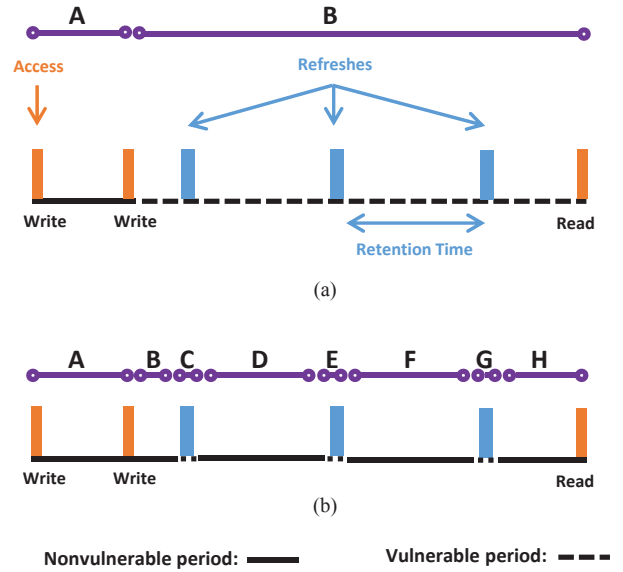 A B
Access Refreshes
Write Write Read
Retention Time
(a)
A B C D E F G H
Write Write Read
(b)
Nonvulnerable period: Vulnerable period: